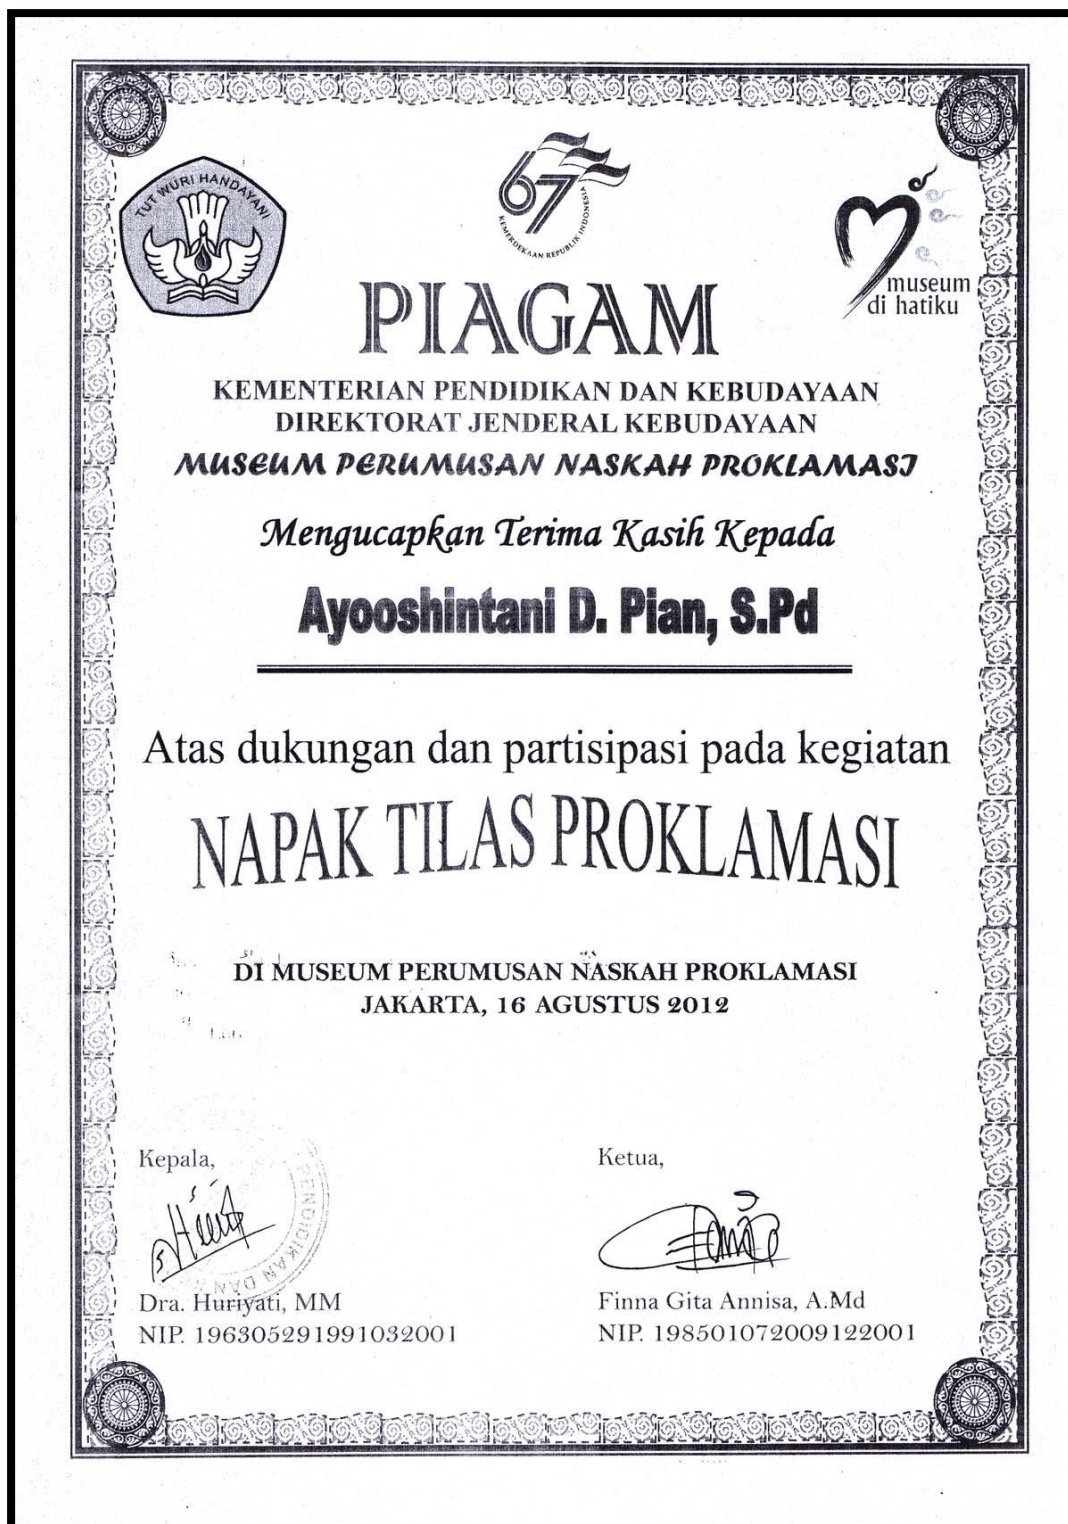 TUT WURI HANDAYANI
67
KEMERDEKAAN REPUBLIK INDONESIA
museum
di hatiku
PIAGAM
KEMENTERIAN PENDIDIKAN DAN KEBUDAYAAN
DIREKTORAT JENDERAL KEBUDAYAAN
MUSEUM PERUMUSAN NASKAH PROKLAMASI
Mengucapkan Terima Kasih Kepada
Ayooshintani D. Pian, S.Pd
Atas dukungan dan partisipasi pada kegiatan
NAPAK TILAS PROKLAMASI
DI MUSEUM PERUMUSAN NASKAH PROKLAMASI
JAKARTA, 16 AGUSTUS 2012
Kepala,
Ketua,
PENDIDIKAN DAN
Dra. Huriyati, MM
NIP. 196305291991032001
Finna Gita Annisa, A.Md
NIP. 198501072009122001